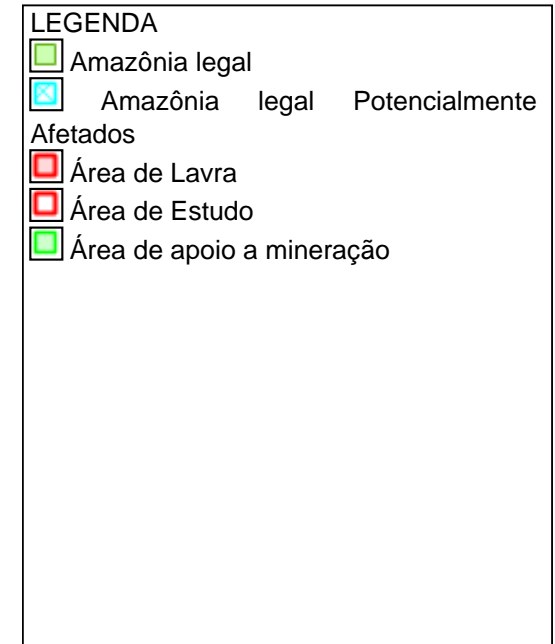 LEGENDA
Amazônia legal
Amazônia legal Potencialmente
Afetados
Área de Lavra
Área de Estudo
Área de apoio a mineração